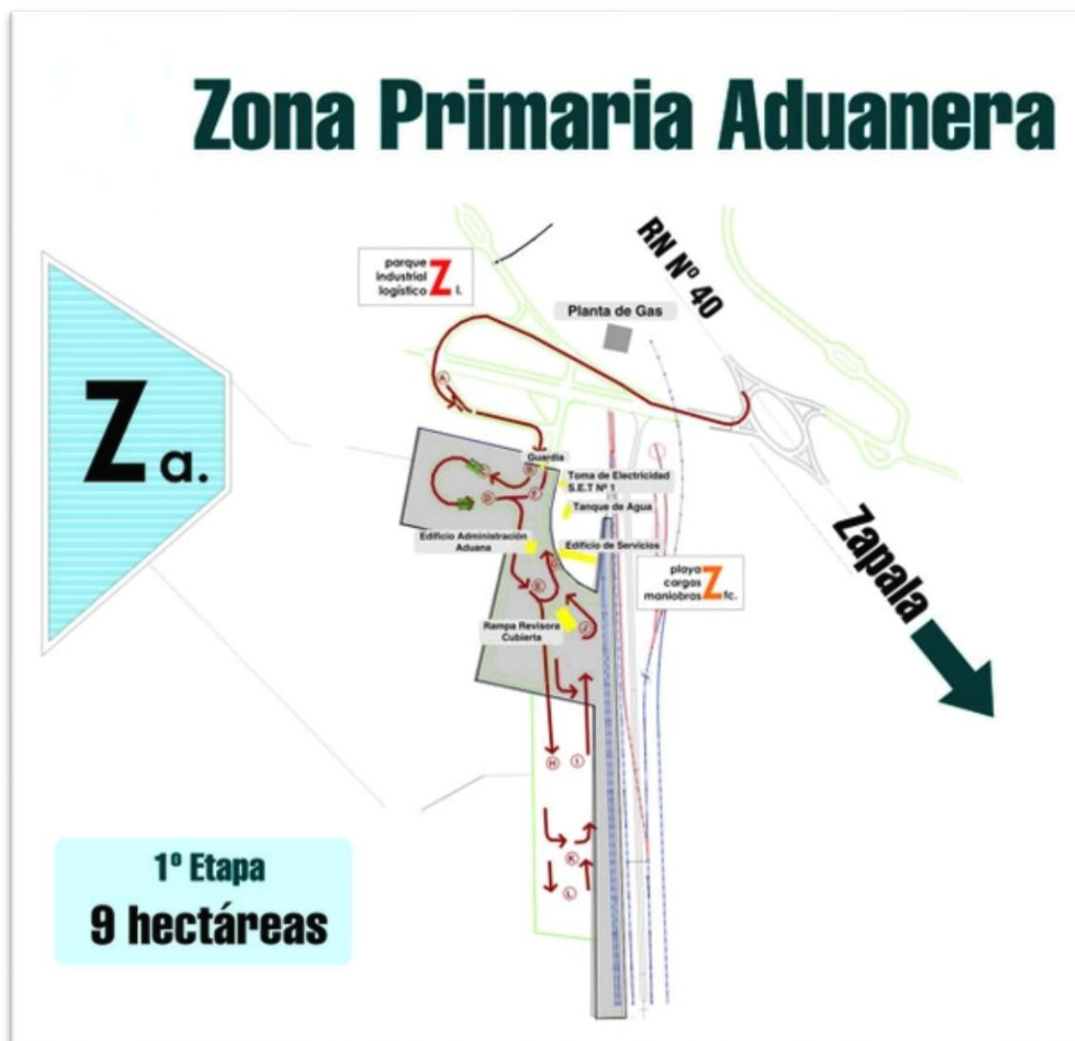 Zona Primaria Aduanera
RN Nº 40
parque
industrial
logístico
Z l.
Planta de Gas
Z a.
A
Guardia
C
B
Toma de Electricidad
S.E.T Nº 1
D
F
Tanque de Agua
Edificio Administración
Aduana
Edificio de Servicios
Zapala
playa
cargas
maniobras
Z fc.
G
E
Rampa Revisora
Cubierta
J
H
I
1º Etapa
9 hectáreas
K
L